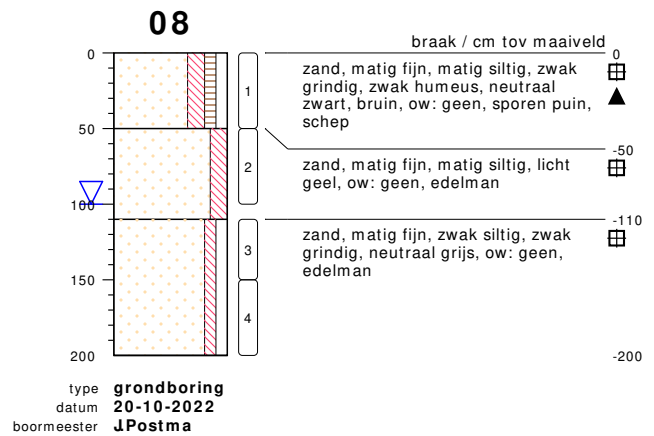 08
braak / cm tov maaiveld
0
0
zand, matig fijn, matig siltig, zwak
grindig, zwak humeus, neutraal
zwart, bruin, ow: geen, sporen puin,
schep
1
50
-50
zand, matig fijn, matig siltig, licht
geel, ow: geen, edelman
2
100
-110
zand, matig fijn, zwak siltig, zwak
grindig, neutraal grijs, ow: geen,
edelman
3
150
4
200
-200
type grondboring
datum 20-10-2022
boormeester J.Postma